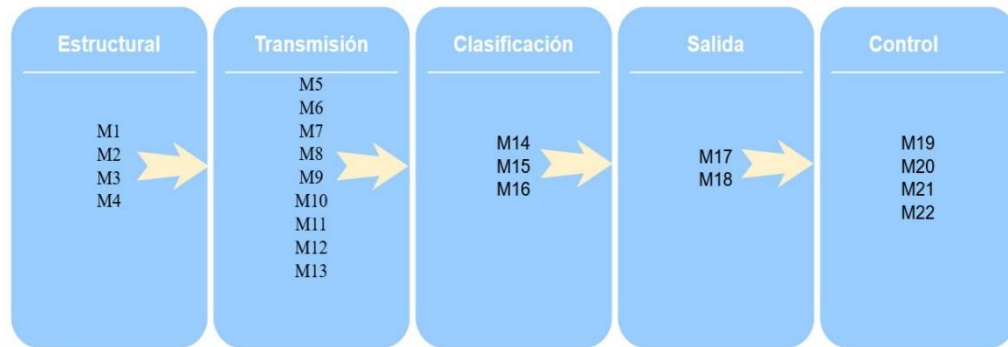 Estructural
M1
M2
M3
M4
Transmisión
M5
M6
M7
M8
M9
M10
M11
M12
M13
Clasificación
M14
M15
M16
Salida
M17
M18
Control
M19
M20
M21
M22